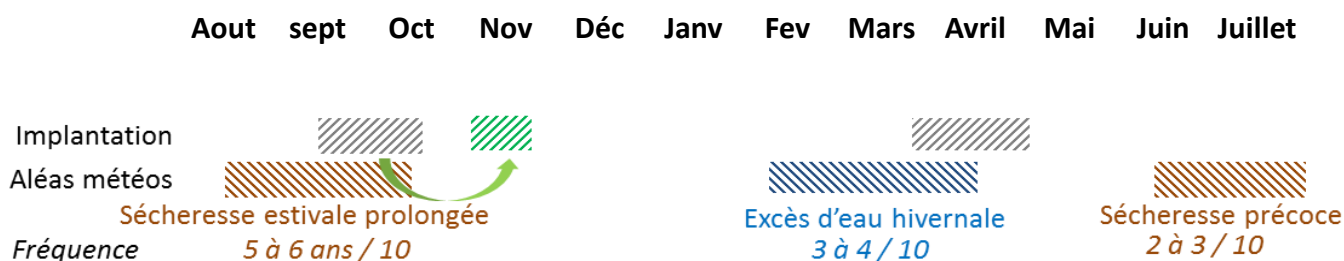 Aout sept Oct Nov Déc Janv Fev Mars Avril Mai Juin Juillet
Implantation
Aléas météos
Sécheresse estivale prolongée Excès d'eau hivernale Sécheresse précoce
Fréquence 5 à 6 ans / 10 3 à 4 / 10 2 à 3 / 10